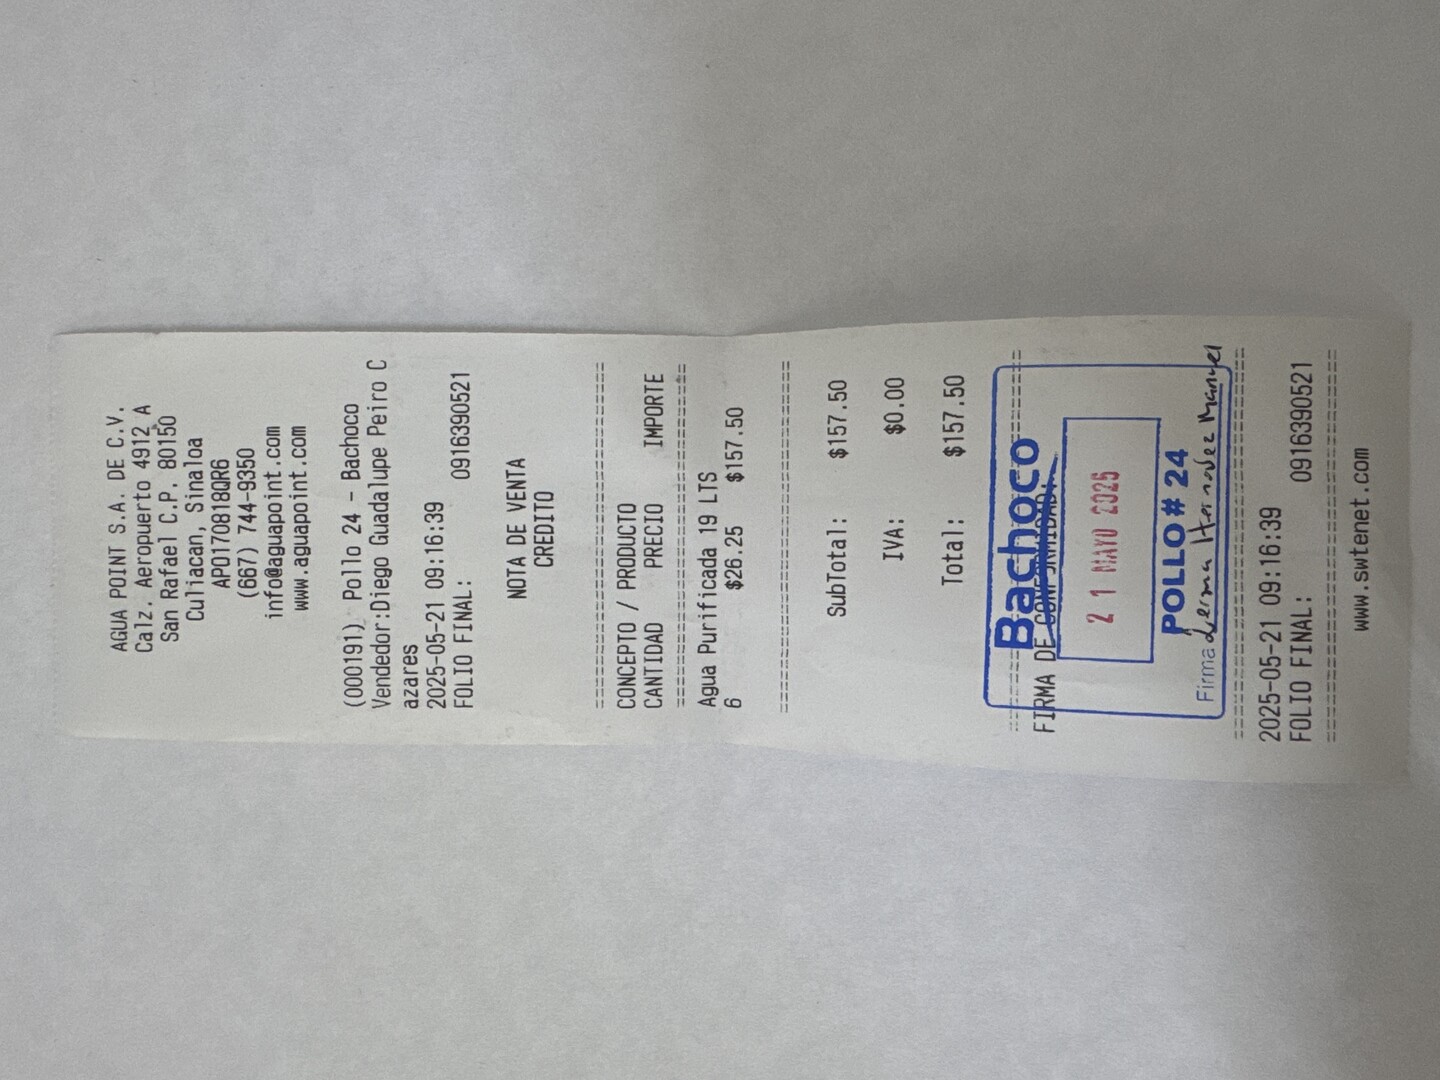 AGUA POINT S.A. DE C.V.
Calz. Aeropuerto 4912 A
San Rafael C.P. 80150
Culiacan, Sinaloa
APO170818QR6
(667) 744-9350
info@aguapoint.com
www.aguapoint.com
(000191) Pollo 24 - Bachoco
Vendedor:Diego Guadalupe Peiro C
azares
2025-05-21 09:16:39
FOLIO FINAL: 0916390521
NOTA DE VENTA
CREDITO
================================
CONCEPTO / PRODUCTO
CANTIDAD PRECIO IMPORTE
================================
Agua Purificada 19 LTS
6 $26.25 $157.50
================================
SubTotal: $157.50
IVA: $0.00
Total: $157.50
================================
FIRMA DE CONFORMIDAD:
Bachoco
21 MAYO 2025
POLLO # 24
Firma Lerma Hernandez Manuel
================================
2025-05-21 09:16:39
FOLIO FINAL: 0916390521
================================
www.swtenet.com